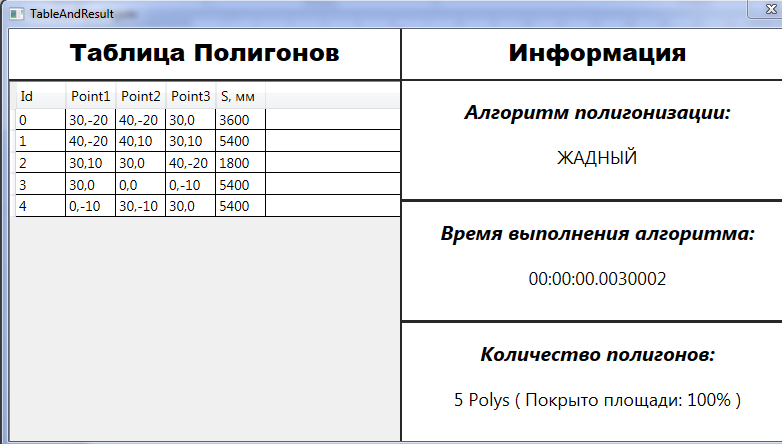 TableAndResult
Таблица Полигонов
Id Point1 Point2 Point3 S, мм
0 30,-20 40,-20 30,0 3600
1 40,-20 40,10 30,10 5400
2 30,10 30,0 40,-20 1800
3 30,0 0,0 0,-10 5400
4 0,-10 30,-10 30,0 5400
Информация
Алгоритм полигонизации:
ЖАДНЫЙ
Время выполнения алгоритма:
00:00:00.0030002
Количество полигонов:
5 Polys ( Покрыто площади: 100% )